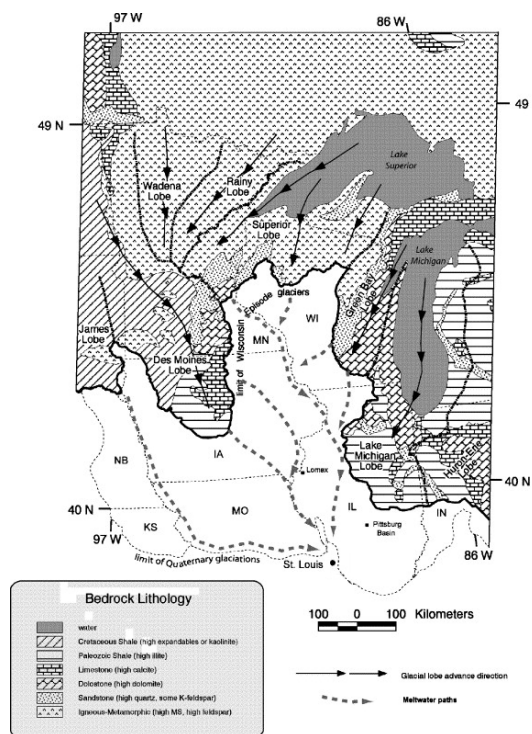 97 W
86 W
49
49 N
Lake
Superior
Wadena
Lobe
Rainy
Lobe
Superior
Lobe
Lake
Michigan
Green Bay
Lobe
Episode glaciers
WI
MN
limit of Wisconsin
James
Lobe
Des Moines
Lobe
Lake
Michigan
Lobe
Huron-Erie
Lobe
IA
NB
Lomax
40 N
MO
IL
IN
40 N
KS
Pittsburg
Basin
97 W
86 W
limit of Quaternary glaciations
St. Louis
Bedrock Lithology
water
Cretaceous Shale (high expandables or kaolinite)
Paleozoic Shale (high illite)
Limestone (high calcite)
Dolostone (high dolomite)
Sandstone (high quartz, some K-feldspar)
Igneous-Metamorphic (high MS, high feldspar)
100 0 100 Kilometers
Glacial lobe advance direction
Meltwater paths